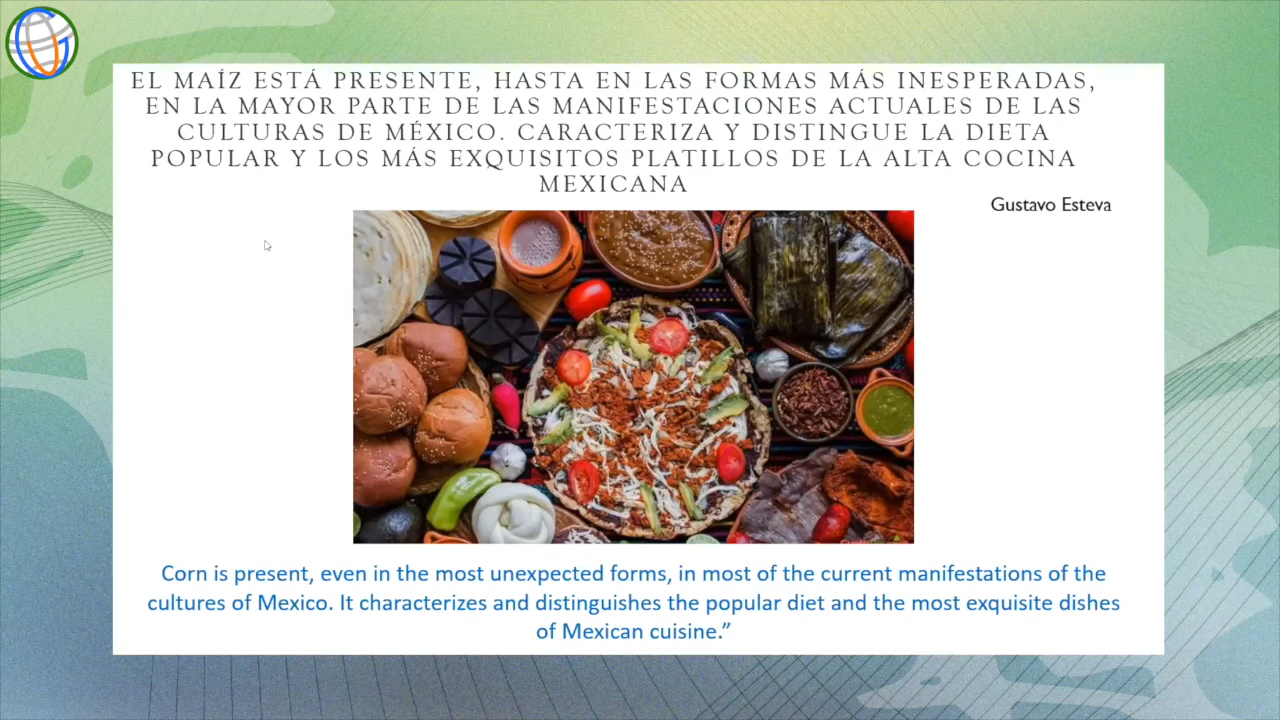 EL MAÍZ ESTÁ PRESENTE, HASTA EN LAS FORMAS MÁS INESPERADAS,
EN LA MAYOR PARTE DE LAS MANIFESTACIONES ACTUALES DE LAS
CULTURAS DE MÉXICO. CARACTERIZA Y DISTINGUE LA DIETA
POPULAR Y LOS MÁS EXQUISITOS PLATILLOS DE LA ALTA COCINA
MEXICANA
Gustavo Esteva
Corn is present, even in the most unexpected forms, in most of the current manifestations of the
cultures of Mexico. It characterizes and distinguishes the popular diet and the most exquisite dishes
of Mexican cuisine.”